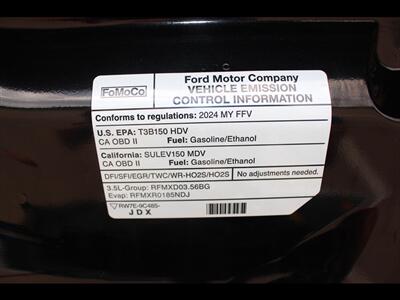 FoMoCo
Ford Motor Company
VEHICLE EMISSION
CONTROL INFORMATION
Conforms to regulations: 2024 MY FFV
U.S. EPA: T3B150 HDV
CA OBD II Fuel: Gasoline/Ethanol
California: SULEV150 MDV
CA OBD II Fuel: Gasoline/Ethanol
DFI/SFI/EGR/TWC/WR-HO2S/HO2S No adjustments needed.
3.5L-Group: RFMXD03.56BG
Evap: RFMXR0185NDJ
RW7E-9C485-
JDX